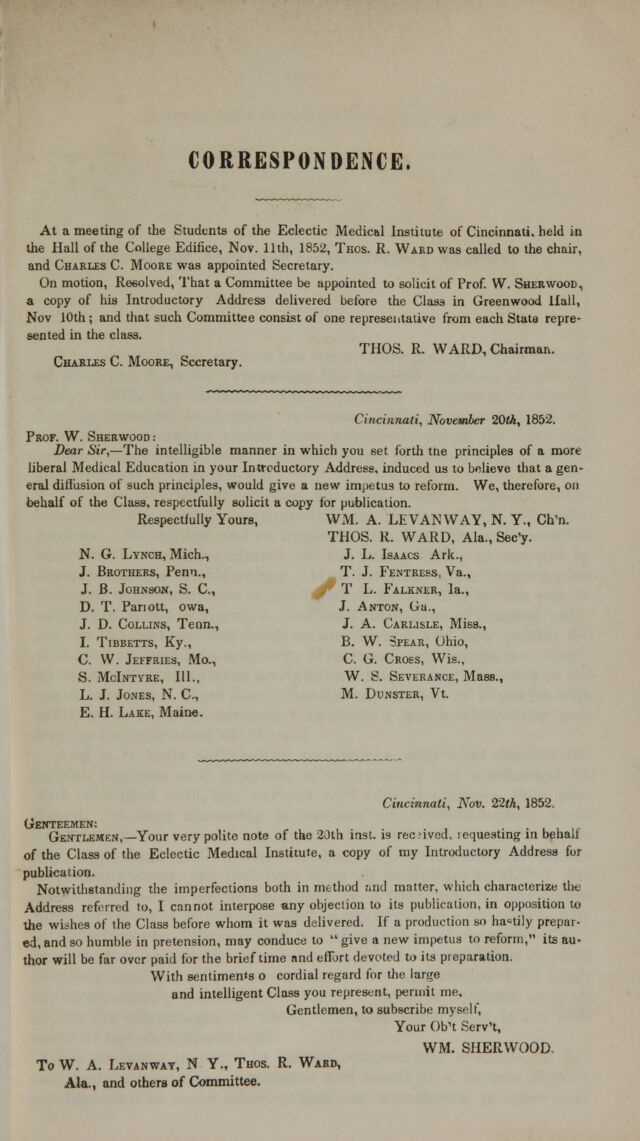 CORRESPONDENCE.
At a meeting of the Students of the Eclectic Medical Institute of Cincinnati, held in
the Hall of the College Edifice, Nov. 11th, 1852, THOS. R. WARD was called to the chair,
and CHARLES C. MOORE was appointed Secretary.
On motion, Resolved, That a Committee be appointed to solicit of Prof. W. SHERWOOD,
a copy of his Introductory Address delivered before the Class in Greenwood Hall,
Nov 10th; and that such Committee consist of one representative from each State repre-
sented in the class.
THOS. R. WARD, Chairman.
CHARLES C. MOORE, Secretary.
Cincinnati, November 20th, 1852.
PROF. W. SHERWOOD:
Dear Sir,—The intelligible manner in which you set forth the principles of a more
liberal Medical Education in your Introductory Address, induced us to believe that a gen-
eral diffusion of such principles, would give a new impetus to reform. We, therefore, on
behalf of the Class, respectfully solicit a copy for publication.
Respectfully Yours, WM. A. LEVANWAY, N. Y., Ch'n.
THOS. R. WARD, Ala., Sec'y.
N. G. LYNCH, Mich., J. L. ISAACS Ark.,
J. BROTHERS, Penn., T. J. FENTRESS, Va.,
J. B. JOHNSON, S. C., T L. FALKNER, Ia.,
D. T. Parrott, owa, J. ANTON, Ga.,
J. D. COLLINS, Tenn., J. A. CARLISLE, Miss.,
I. TIBBETTS, Ky., B. W. SPEAR, Ohio,
C. W. JEFFRIES, Mo., C. G. CROSS, Wis.,
S. MCINTYRE, Ill., W. S. SEVERANCE, Mass.,
L. J. JONES, N. C., M. DUNSTER, Vt.
E. H. LAKE, Maine.
Cincinnati, Nov. 22th, 1852.
GENTEEMEN:
GENTLEMEN,—Your very polite note of the 20th inst. is received, requesting in behalf
of the Class of the Eclectic Medical Institute, a copy of my Introductory Address for
publication.
Notwithstanding the imperfections both in method and matter, which characterize the
Address referred to, I cannot interpose any objection to its publication, in opposition to
the wishes of the Class before whom it was delivered. If a production so hastily prepar-
ed, and so humble in pretension, may conduce to "give a new impetus to reform," its au-
thor will be far over paid for the brief time and effort devoted to its preparation.
With sentiments o cordial regard for the large
and intelligent Class you represent, permit me,
Gentlemen, to subscribe myself,
Your Ob't Serv't,
WM. SHERWOOD.
To W. A. LEVANWAY, N Y., THOS. R. WARD,
Ala., and others of Committee.